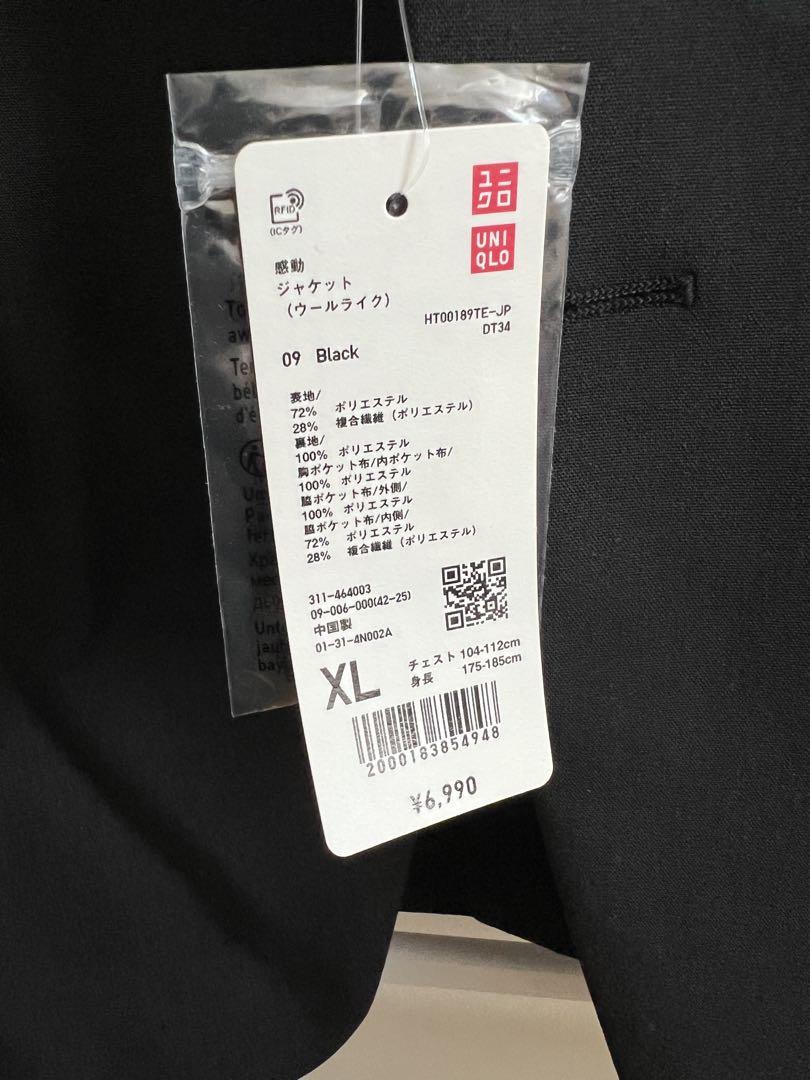 RFID
(ICタグ)
ユニ
クロ
UNI
QLO
感動
ジャケット
(ウールライク)
HT00189TE-JP
DT34
09 Black
表地/
72% ポリエステル
28% 複合繊維(ポリエステル)
裏地/
100% ポリエステル
胸ポケット布/内ポケット布/
100% ポリエステル
脇ポケット布/外側/
100% ポリエステル
脇ポケット布/内側/
72% ポリエステル
28% 複合繊維(ポリエステル)
311-464003
09-006-000(42-25)
中国製
01-31-4N002A
XL
チェスト 104-112cm
身長 175-185cm
2000183854948
¥6,990